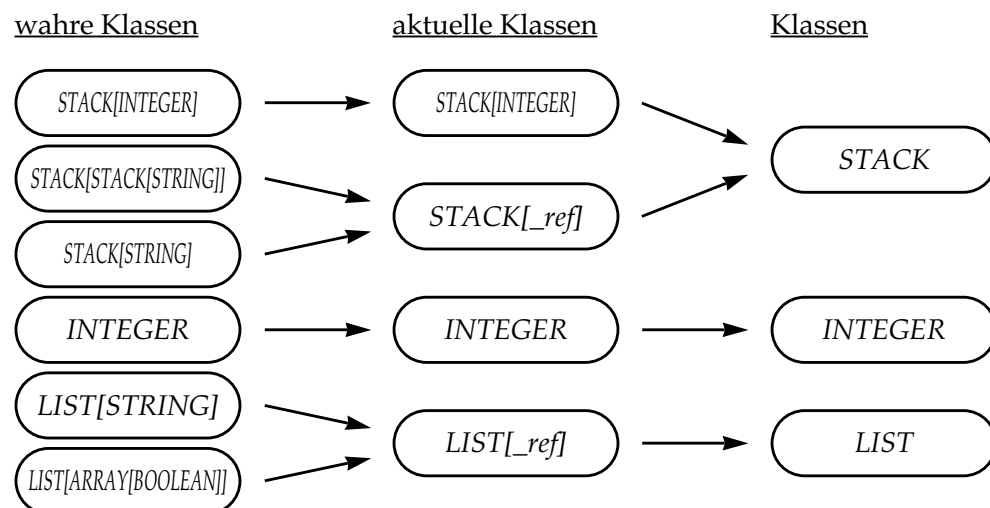 wahre Klassen
aktuelle Klassen
Klassen
STACK[INTEGER]
STACK[INTEGER]
STACK
STACK[STACK[STRING]]
STACK[_ref]
STACK[STRING]
INTEGER
INTEGER
INTEGER
LIST[STRING]
LIST[_ref]
LIST
LIST[ARRAY[BOOLEAN]]